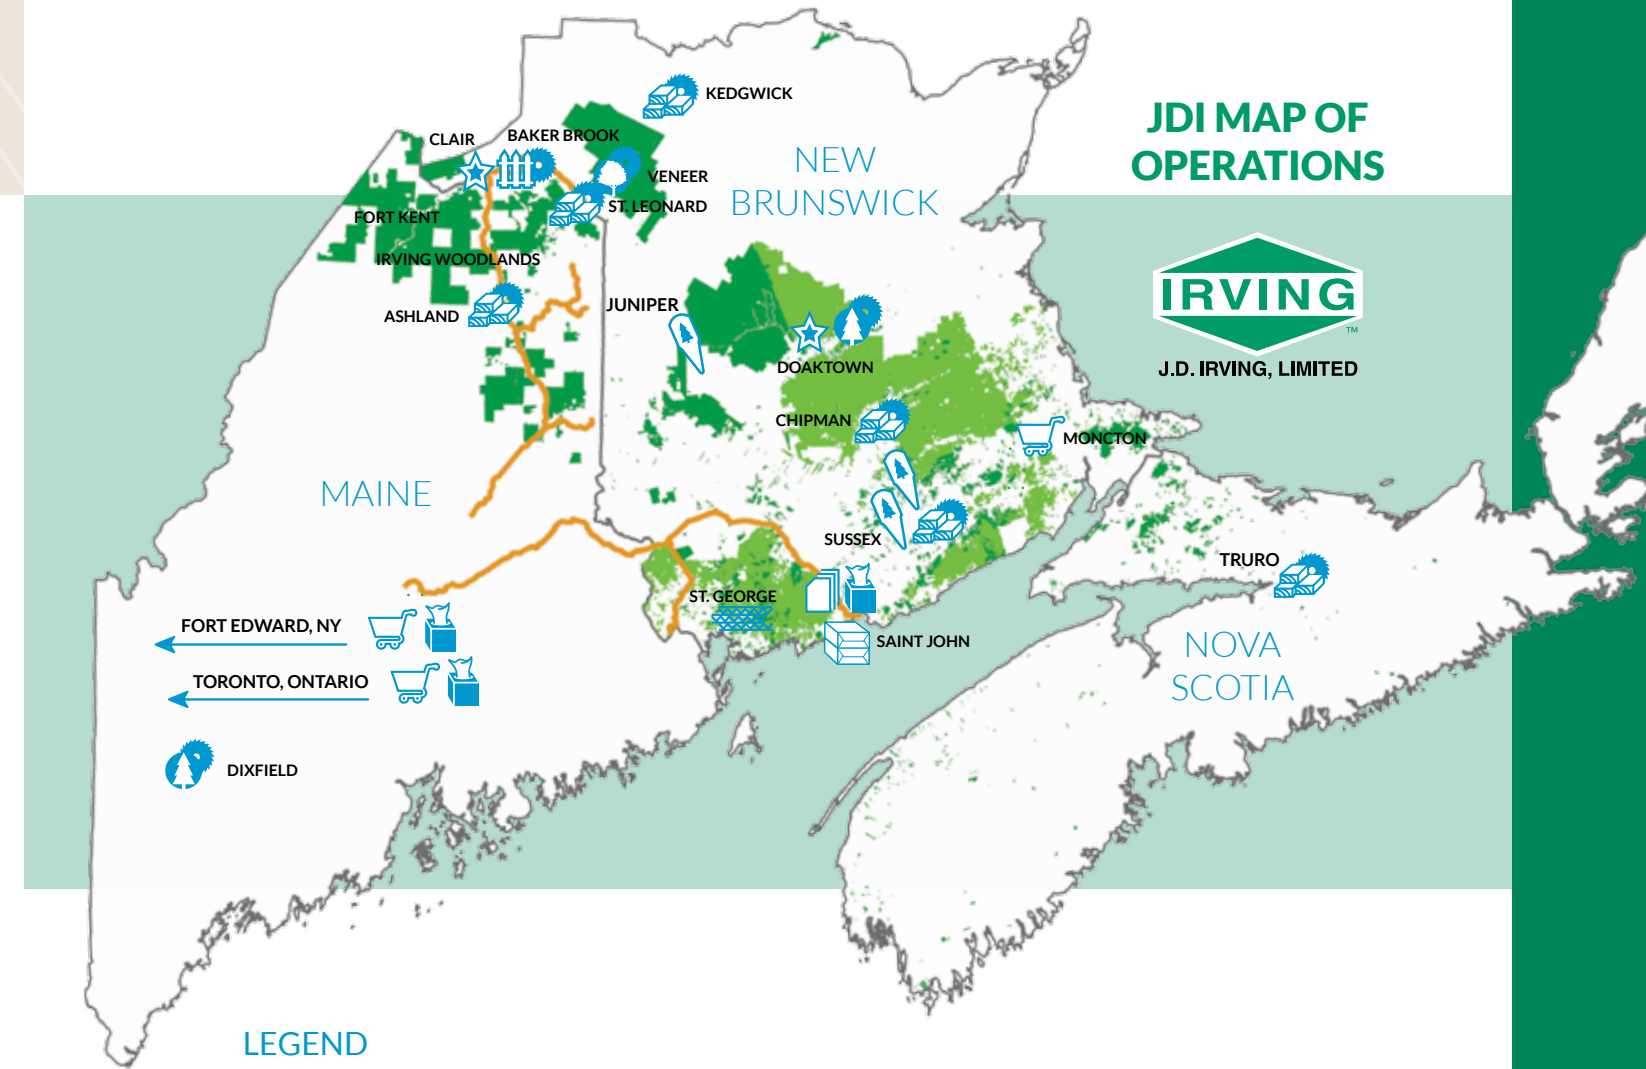 JDI MAP OF
OPERATIONS
IRVING
™
J.D. IRVING, LIMITED
KEDGWICK
CLAIR
BAKER BROOK
NEW
BRUNSWICK
VENEER
ST. LEONARD
FORT KENT
IRVING WOODLANDS
ASHLAND
JUNIPER
DOAKTOWN
CHIPMAN
MONCTON
MAINE
SUSSEX
TRURO
ST. GEORGE
SAINT JOHN
FORT EDWARD, NY
TORONTO, ONTARIO
NOVA
SCOTIA
DIXFIELD
LEGEND